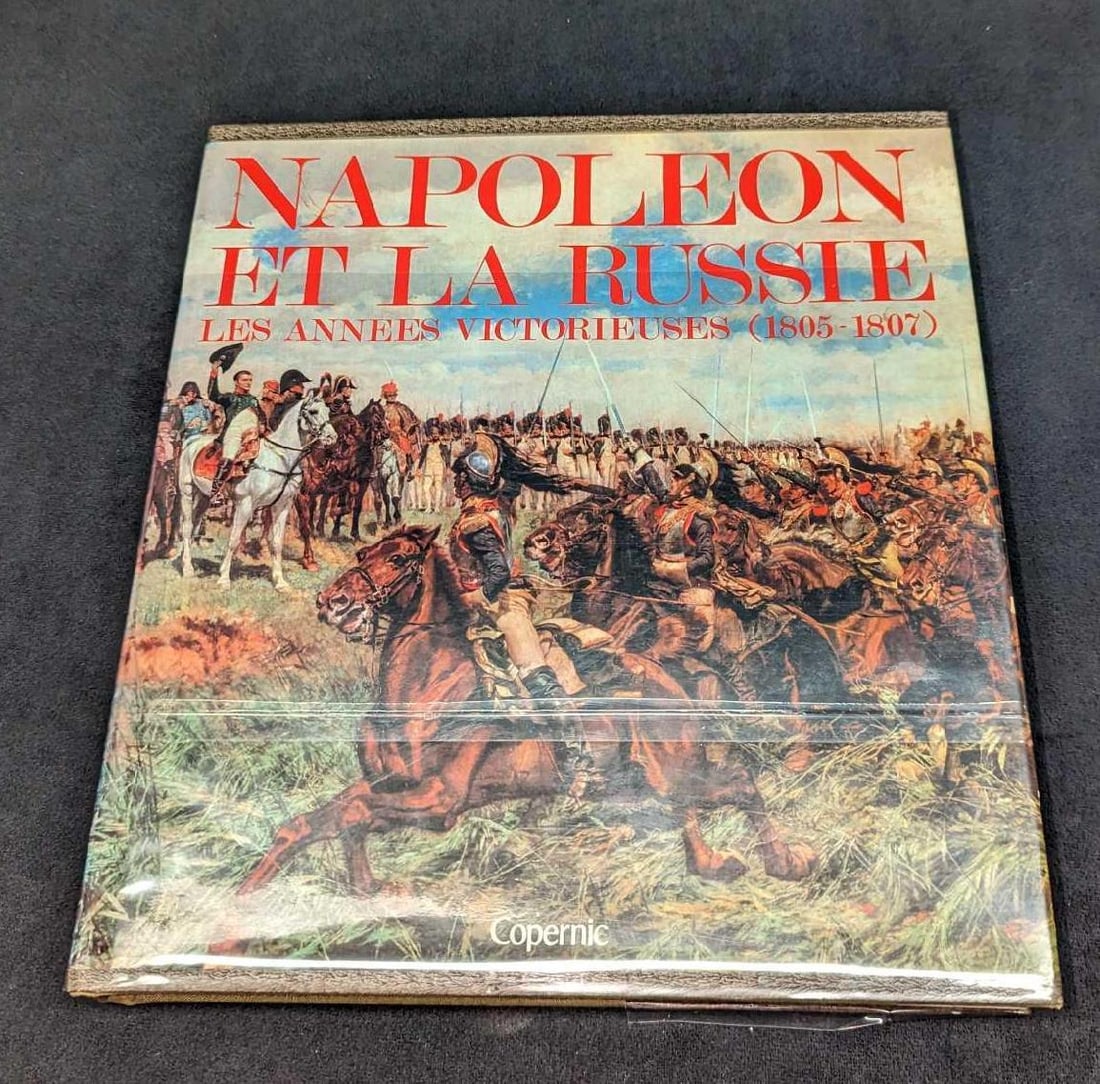 NAPOLEON
ET LA RUSSIE
LES ANNEES VICTORIEUSES (1805-1807)
Copernic